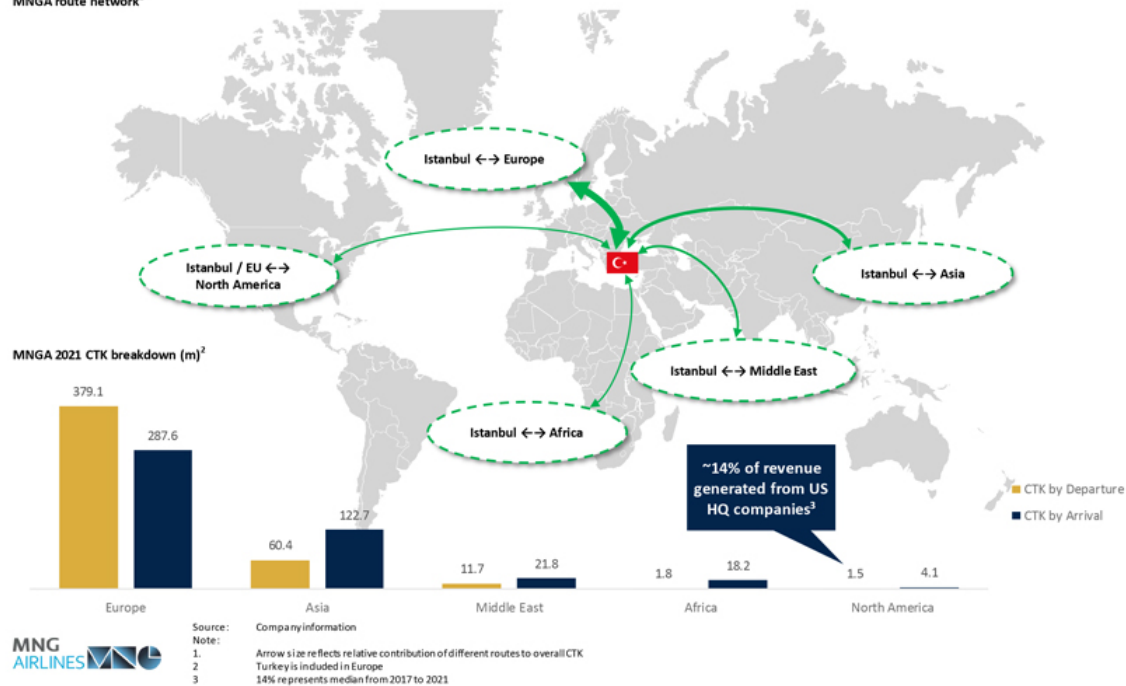 MNGA route network¹
Istanbul ←→ Europe
Istanbul / EU ←→
North America
Istanbul ←→ Asia
Istanbul ←→ Middle East
Istanbul ←→ Africa
MNGA 2021 CTK breakdown (m)²
379.1
287.6
60.4
122.7
11.7
21.8
1.8
18.2
1.5
4.1
~14% of revenue
generated from US
HQ companies³
CTK by Departure
CTK by Arrival
Europe
Asia
Middle East
Africa
North America
MNG
AIRLINES
Source: Company information
Note:
1. Arrow size reflects relative contribution of different routes to overall CTK
2 Turkey is included in Europe
3 14% represents median from 2017 to 2021